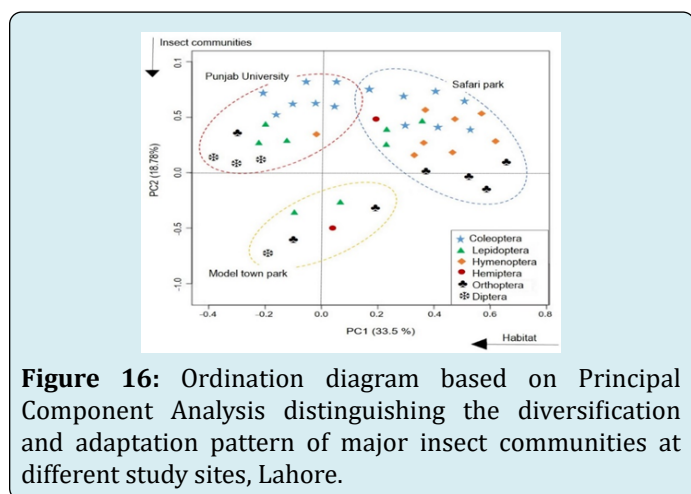 Insect communities
Punjab University
Safari park
Model town park
PC2 (18.78%)
0.1
0.5
0.0
-0.5
-1.0
Coleoptera
Lepidoptera
Hymenoptera
Hemiptera
Orthoptera
Diptera
-0.4
-0.2
0.0
0.2
0.4
0.6
0.8
PC1 (33.5 %)
Habitat
Figure 16: Ordination diagram based on Principal
Component Analysis distinguishing the diversification
and adaptation pattern of major insect communities at
different study sites, Lahore.